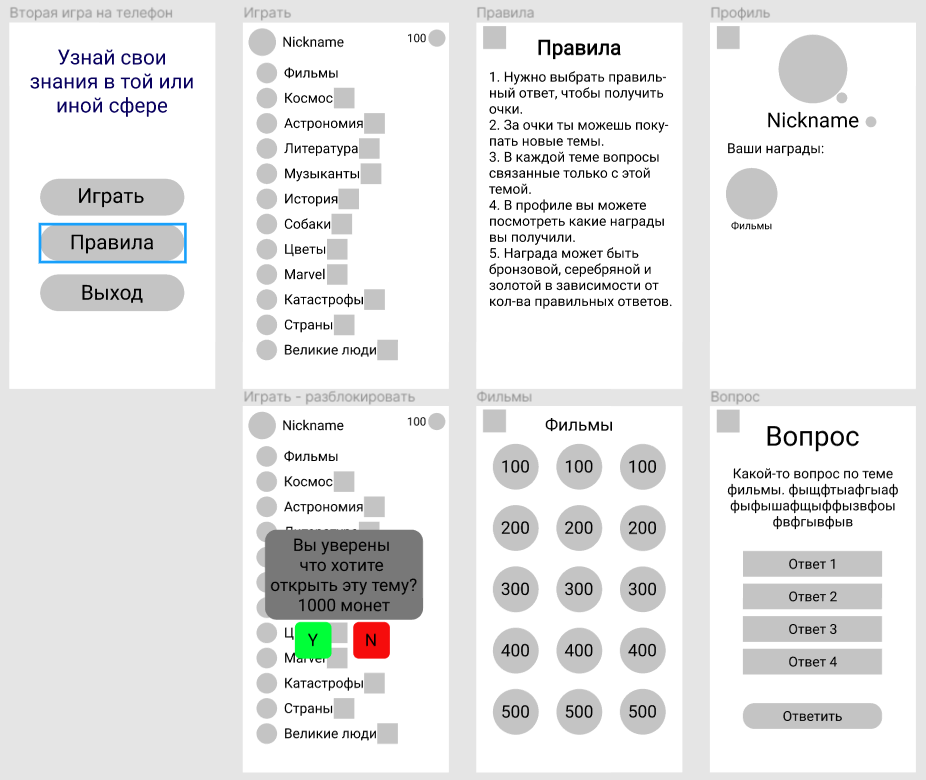 Вторая игра на телефон
Узнай свои
знания в той или
иной сфере
Играть
Правила
Выход
Играть
Nickname
100
Фильмы
Космос
Астрономия
Литература
Музыканты
История
Собаки
Цветы
Marvel
Катастрофы
Страны
Великие люди
Правила
Правила
1. Нужно выбрать правиль-
ный ответ, чтобы получить
очки.
2. За очки ты можешь поку-
пать новые темы.
3. В каждой теме вопросы
связанные только с этой
темой.
4. В профиле вы можете
посмотреть какие награды
вы получили.
5. Награда может быть
бронзовой, серебряной и
золотой в зависимости от
кол-ва правильных ответов.
Профиль
Nickname
Ваши награды:
Фильмы
Играть - разблокировать
Nickname
100
Фильмы
Космос
Астрономия
Вы уверены
что хотите
открыть эту тему?
1000 монет
Y
N
Marvel
Катастрофы
Страны
Великие люди
Фильмы
Фильмы
100 100 100
200 200 200
300 300 300
400 400 400
500 500 500
Вопрос
Вопрос
Какой-то вопрос по теме
фильмы. фыщфтыафгыаф
фыфышафщыффызвфоы
фвфгывфыв
Ответ 1
Ответ 2
Ответ 3
Ответ 4
Ответить